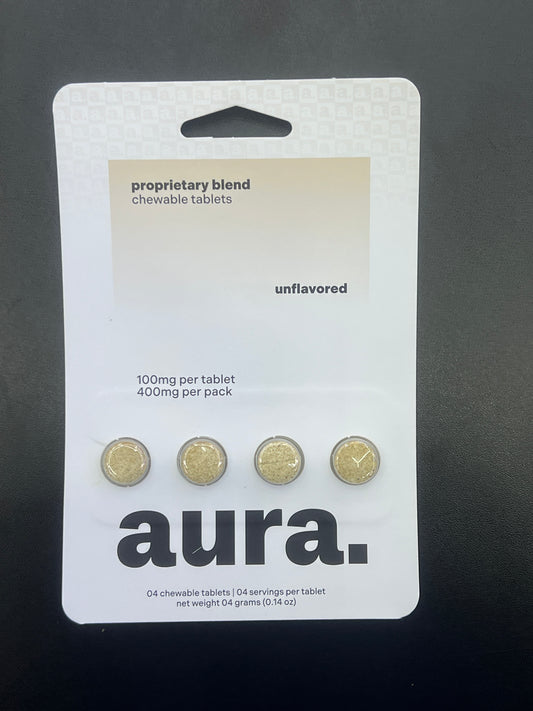 proprietary blend
chewable tablets
unflavored
100mg per tablet
400mg per pack
aura.
04 chewable tablets | 04 servings per tablet
net weight 04 grams (0.14 oz)